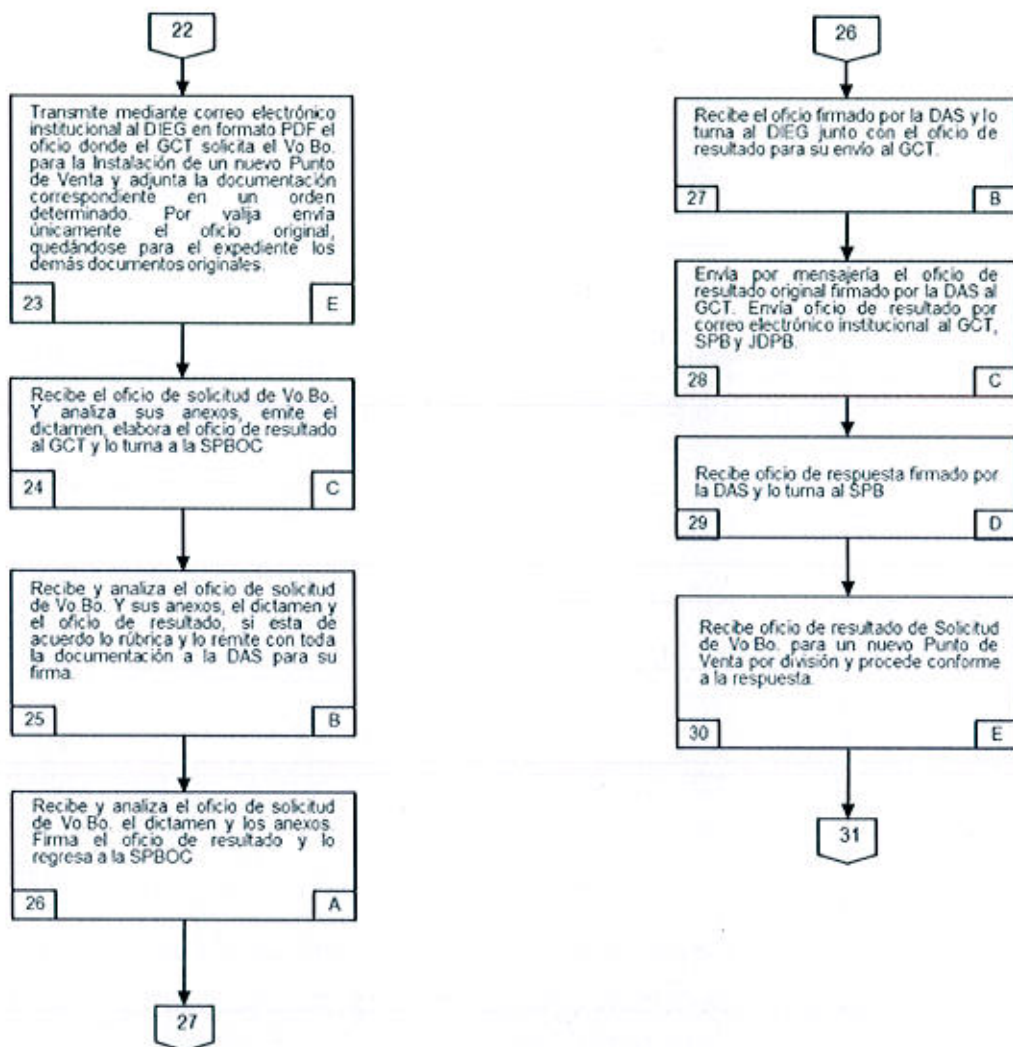 22
Transmite mediante correo electrónico
institucional al DIEG en formato PDF el
oficio donde el GCT solicita el Vo Bo.
para la Instalación de un nuevo Punto
de Venta y adjunta la documentación
correspondiente en un orden
determinado. Por valija envía
únicamente el oficio original,
quedándose para el expediente los
demás documentos originales.
23 E
Recibe el oficio de solicitud de Vo Bo.
Y analiza sus anexos, emite el
dictamen, elabora el oficio de resultado
al GCT y lo turna a la SPBOC
24 C
Recibe y analiza el oficio de solicitud
de Vo Bo. Y sus anexos, el dictamen y
el oficio de resultado, si esta de
acuerdo lo rúbrica y lo remite con toda
la documentación a la DAS para su
firma.
25 B
Recibe y analiza el oficio de solicitud
de Vo Bo. el dictamen y los anexos.
Firma el oficio de resultado y lo
regresa a la SPBOC
26 A
27
26
Recibe el oficio firmado por la DAS y lo
turna al DIEG junto con el oficio de
resultado para su envío al GCT.
27 B
Envía por mensajería el oficio de
resultado original firmado por la DAS al
GCT. Envía oficio de resultado por
correo electrónico institucional al GCT,
SPB y JDPB.
28 C
Recibe oficio de respuesta firmado por
la DAS y lo turna al SPB
29 D
Recibe oficio de resultado de Solicitud
de Vo Bo. para un nuevo Punto de
Venta por división y procede conforme
a la respuesta.
30 E
31